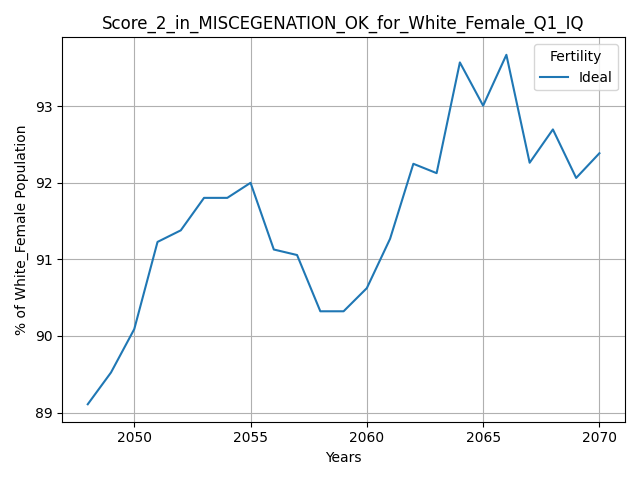 Score_2_in_MISCEGENATION_OK_for_White_Female_Q1_IQ
Fertility
Ideal
% of White_Female Population
93
92
91
90
89
2050 2055 2060 2065 2070
Years